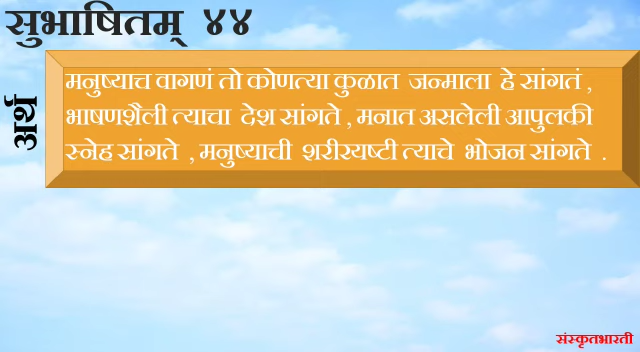 सुभाषितम् ४४
अर्थ
मनुष्याच वागणं तो कोणत्या कुळात जन्माला हे सांगतं ,
भाषणशैली त्याचा देश सांगते , मनात असलेली आपुलकी
स्नेह सांगते , मनुष्याची शरीरयष्टी त्याचे भोजन सांगते .
संस्कृतभारती